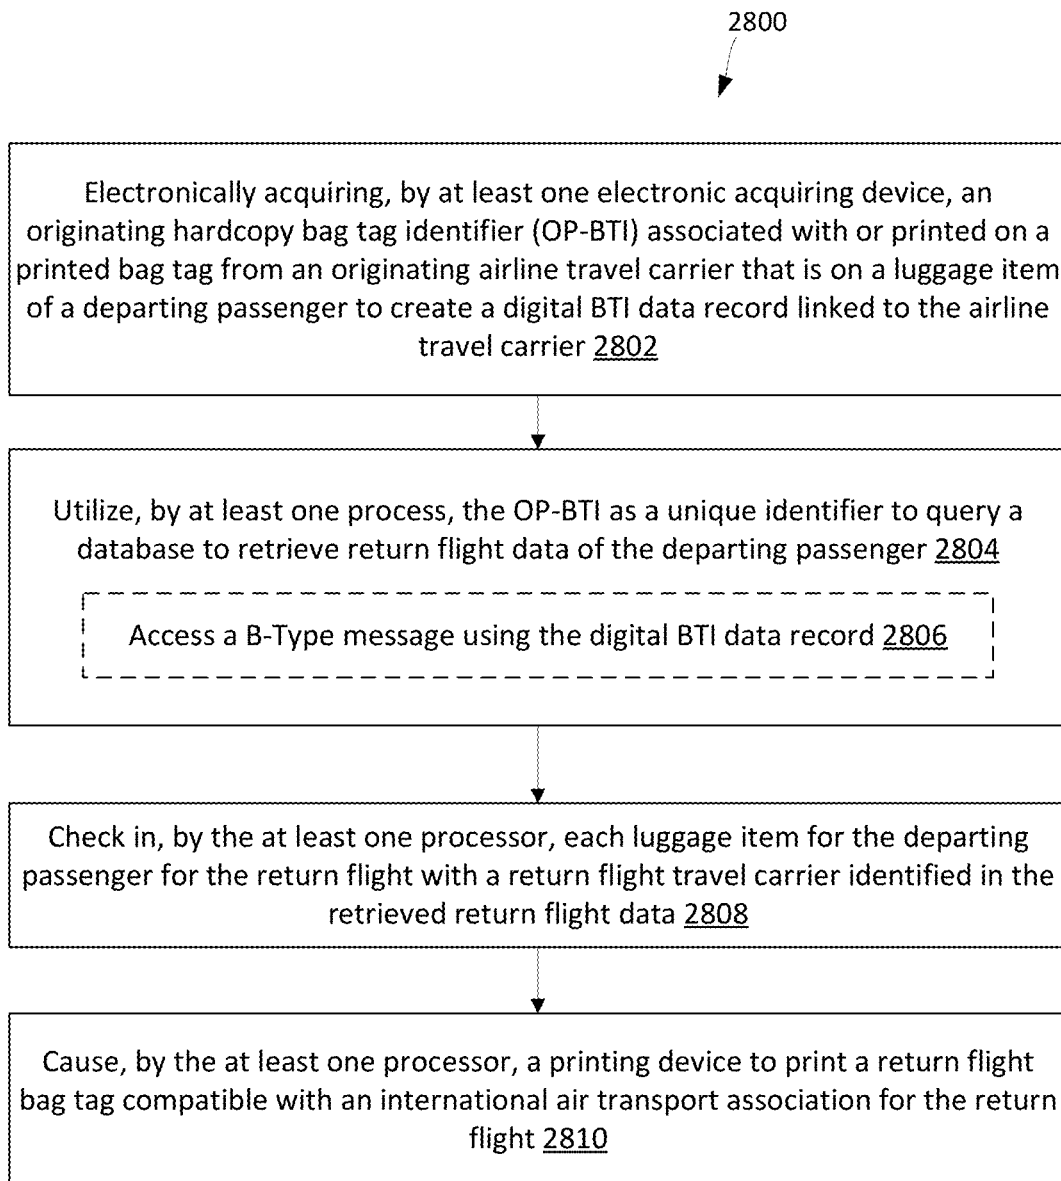 2800
Electronically acquiring, by at least one electronic acquiring device, an
originating hardcopy bag tag identifier (OP-BTI) associated with or printed on a
printed bag tag from an originating airline travel carrier that is on a luggage item
of a departing passenger to create a digital BTI data record linked to the airline
travel carrier 2802
Utilize, by at least one process, the OP-BTI as a unique identifier to query a
database to retrieve return flight data of the departing passenger 2804
Access a B-Type message using the digital BTI data record 2806
Check in, by the at least one processor, each luggage item for the departing
passenger for the return flight with a return flight travel carrier identified in the
retrieved return flight data 2808
Cause, by the at least one processor, a printing device to print a return flight
bag tag compatible with an international air transport association for the return
flight 2810